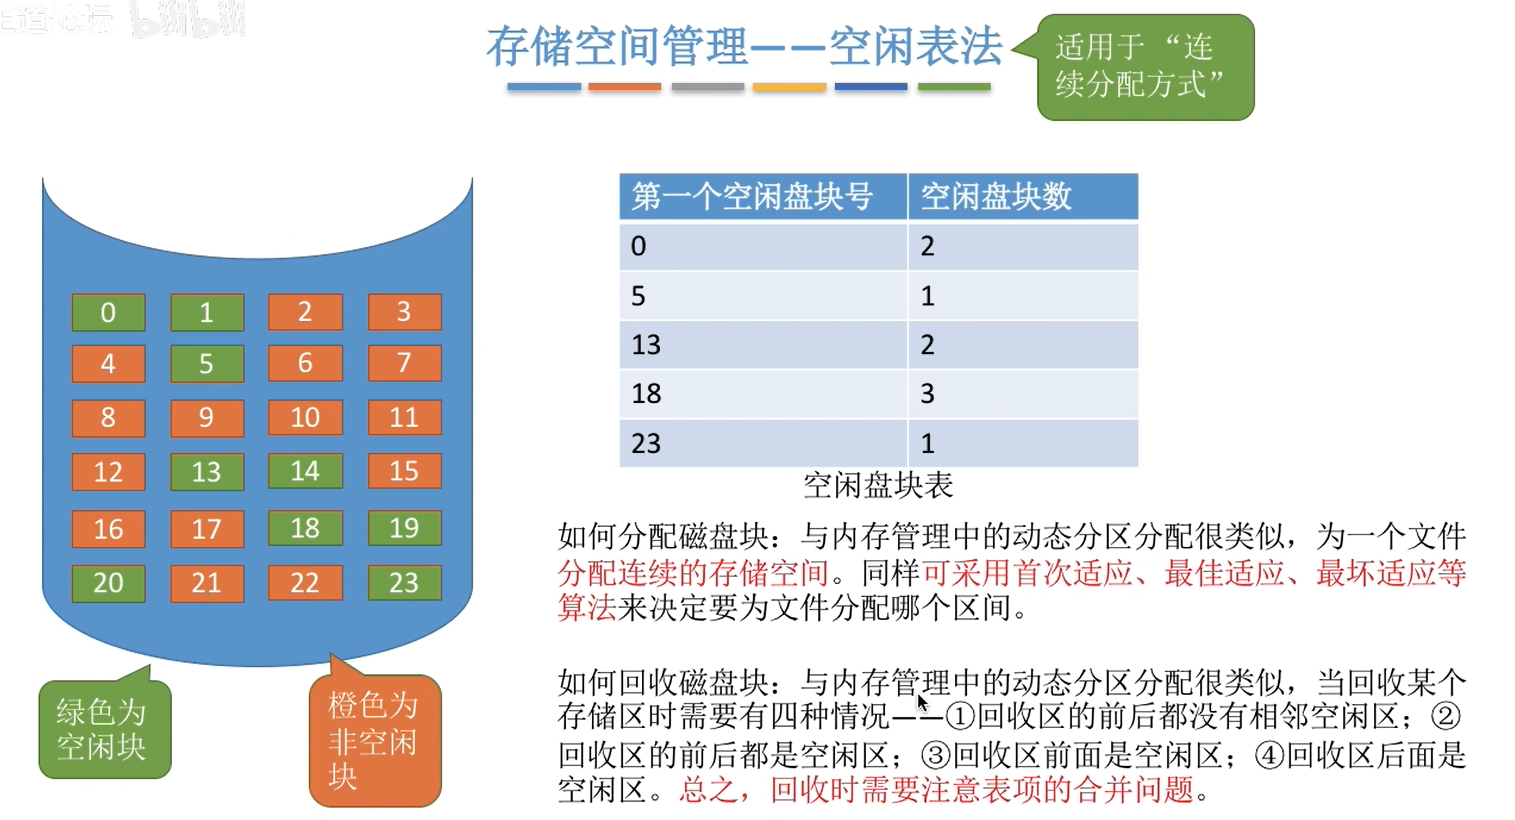 王道论坛 bilibili
存储空间管理——空闲表法
适用于“连
续分配方式”
第一个空闲盘块号 空闲盘块数
0 2
5 1
13 2
18 3
23 1
空闲盘块表
0 1 2 3
4 5 6 7
8 9 10 11
12 13 14 15
16 17 18 19
20 21 22 23
绿色为
空闲块
橙色为
非空闲
块
如何分配磁盘块：与内存管理中的动态分区分配很类似，为一个文件
分配连续的存储空间。同样可采用首次适应、最佳适应、最坏适应等
算法来决定要为文件分配哪个区间。
如何回收磁盘块：与内存管理中的动态分区分配很类似，当回收某个
存储区时需要有四种情况——①回收区的前后都没有相邻空闲区；②
回收区的前后都是空闲区；③回收区前面是空闲区；④回收区后面是
空闲区。总之，回收时需要注意表项的合并问题。